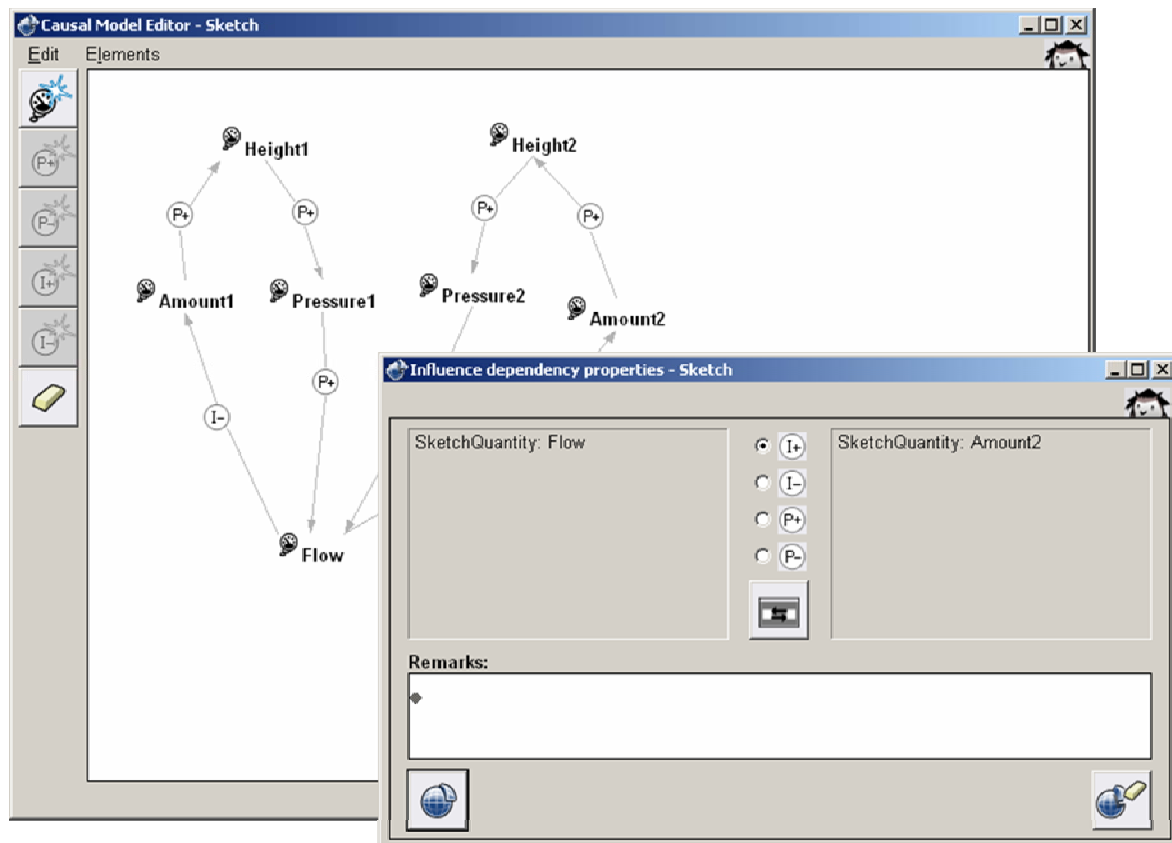 Causal Model Editor - Sketch
Edit Elements
P+
P-
I+
I-
Height1
Height2
P+
P+
P+
P+
Amount1
Pressure1
Pressure2
Amount2
P+
I-
Flow
Influence dependency properties - Sketch
SketchQuantity: Flow
I+
I-
P+
P-
SketchQuantity: Amount2
Remarks: